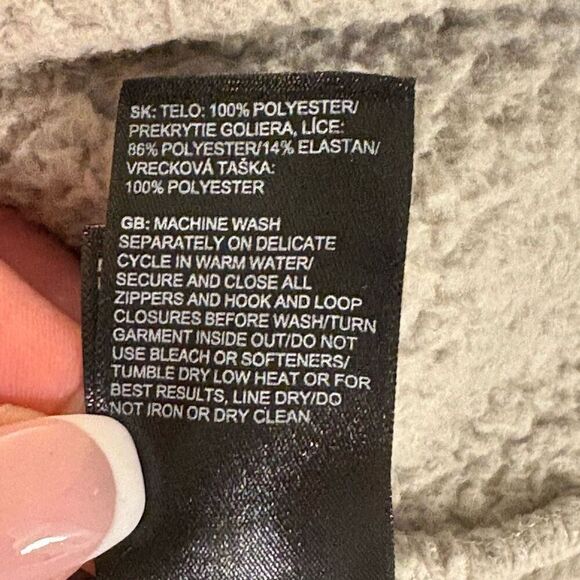 SK: TELO: 100% POLYESTER/
PREKRYTIE GOLIERA, LÍCE:
86% POLYESTER/14% ELASTAN/
VRECKOVÁ TAŠKA:
100% POLYESTER
GB: MACHINE WASH
SEPARATELY ON DELICATE
CYCLE IN WARM WATER/
SECURE AND CLOSE ALL
ZIPPERS AND HOOK AND LOOP
CLOSURES BEFORE WASH/TURN
GARMENT INSIDE OUT/DO NOT
USE BLEACH OR SOFTENERS/
TUMBLE DRY LOW HEAT OR FOR
BEST RESULTS, LINE DRY/DO
NOT IRON OR DRY CLEAN